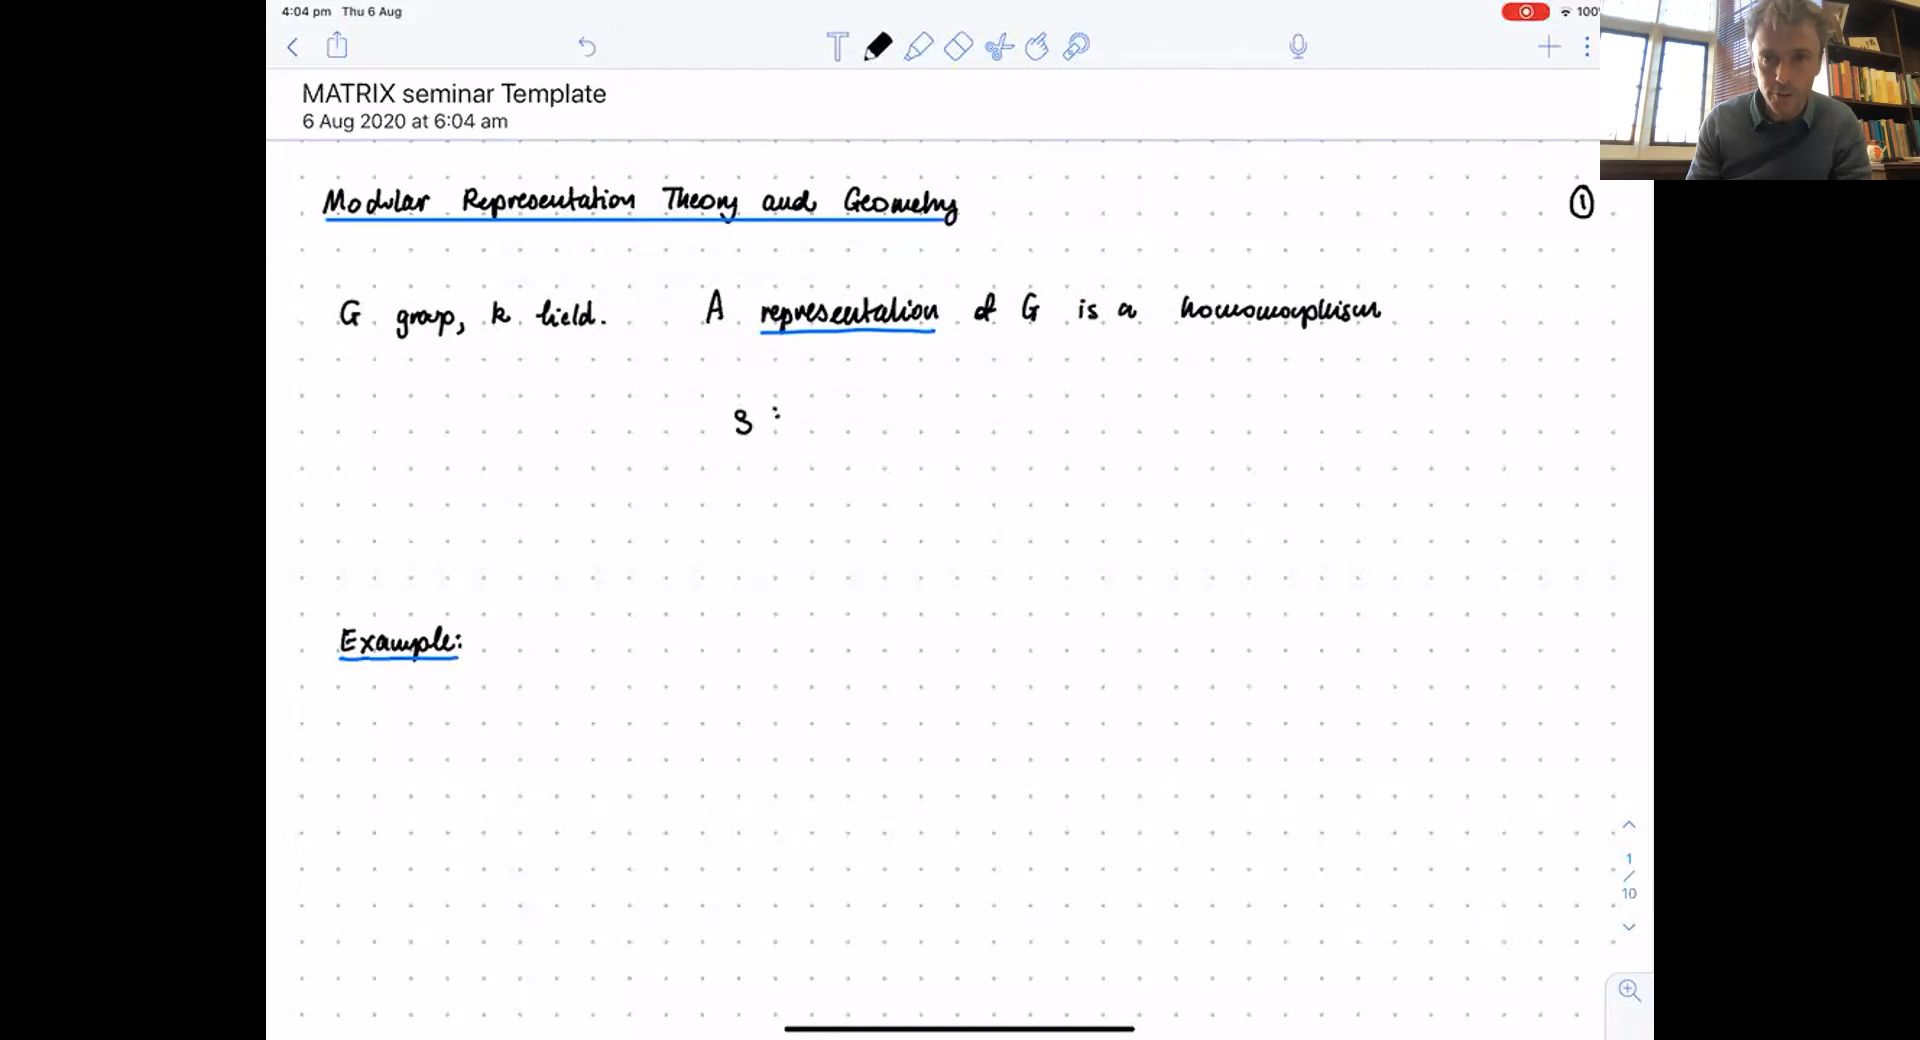 4:04 pm Thu 6 Aug
100
MATRIX seminar Template
6 Aug 2020 at 6:04 am
Modular Representation Theory and Geometry
1
G group, k field. A representation of G is a homomorphism
ρ :
Example:
1
/
10